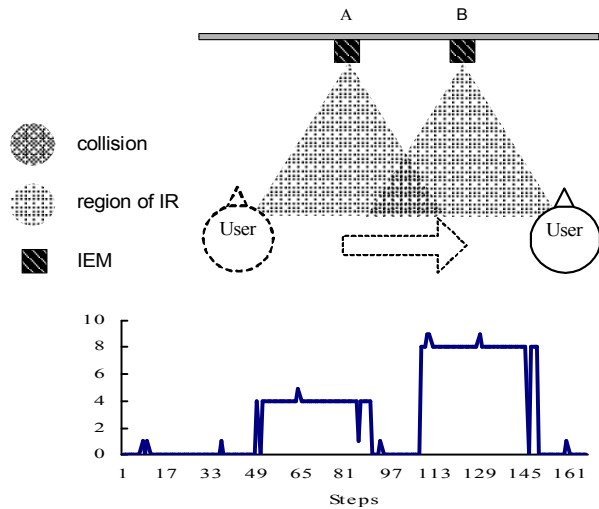 A B
collision
region of IR
IEM
User
User
10
8
6
4
2
0
1 17 33 49 65 81 97 113 129 145 161
Steps